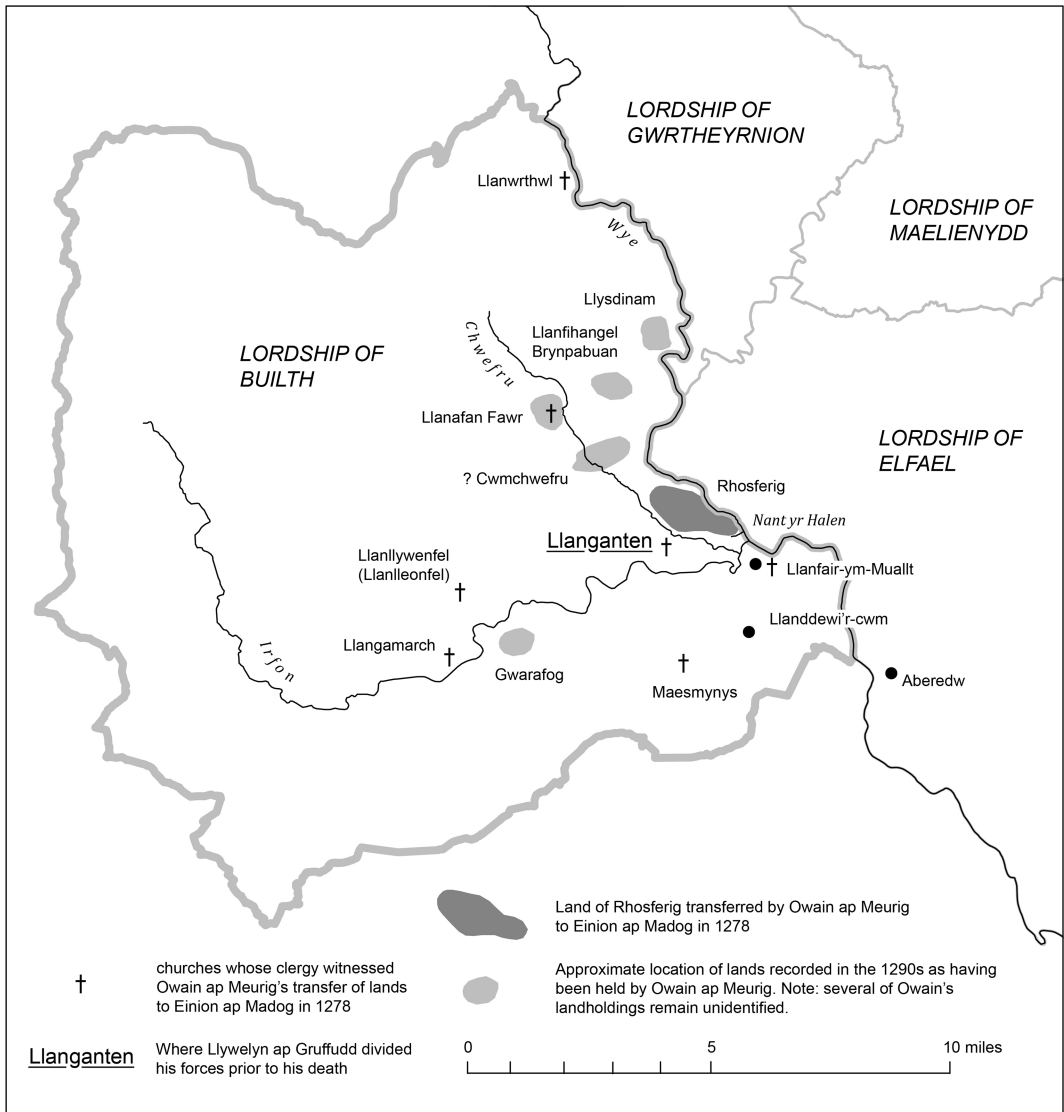 LORDSHIP OF
GWRTHEYRNION
LORDSHIP OF
MAELIENYDD
Llanwrthwl †
Wye
Llysdinam
Llanfihangel
Brynpabuan
Chwefru
LORDSHIP OF
BUILTH
Llanafan Fawr †
LORDSHIP OF
ELFAEL
? Cwmchwefru
Rhosferig
Nant yr Halen
Llanganten †
† Llanfair-ym-Muallt
Llanllywenfel
(Llanlleonfel) †
Llanddewi'r-cwm
Llangamarch †
Irfon
Gwarafog
†
Maesmynys
Aberedw
Land of Rhosferig transferred by Owain ap Meurig
to Einion ap Madog in 1278
† churches whose clergy witnessed
Owain ap Meurig's transfer of lands
to Einion ap Madog in 1278
Approximate location of lands recorded in the 1290s as having
been held by Owain ap Meurig. Note: several of Owain's
landholdings remain unidentified.
Llanganten Where Llywelyn ap Gruffudd divided
his forces prior to his death
0 5 10 miles